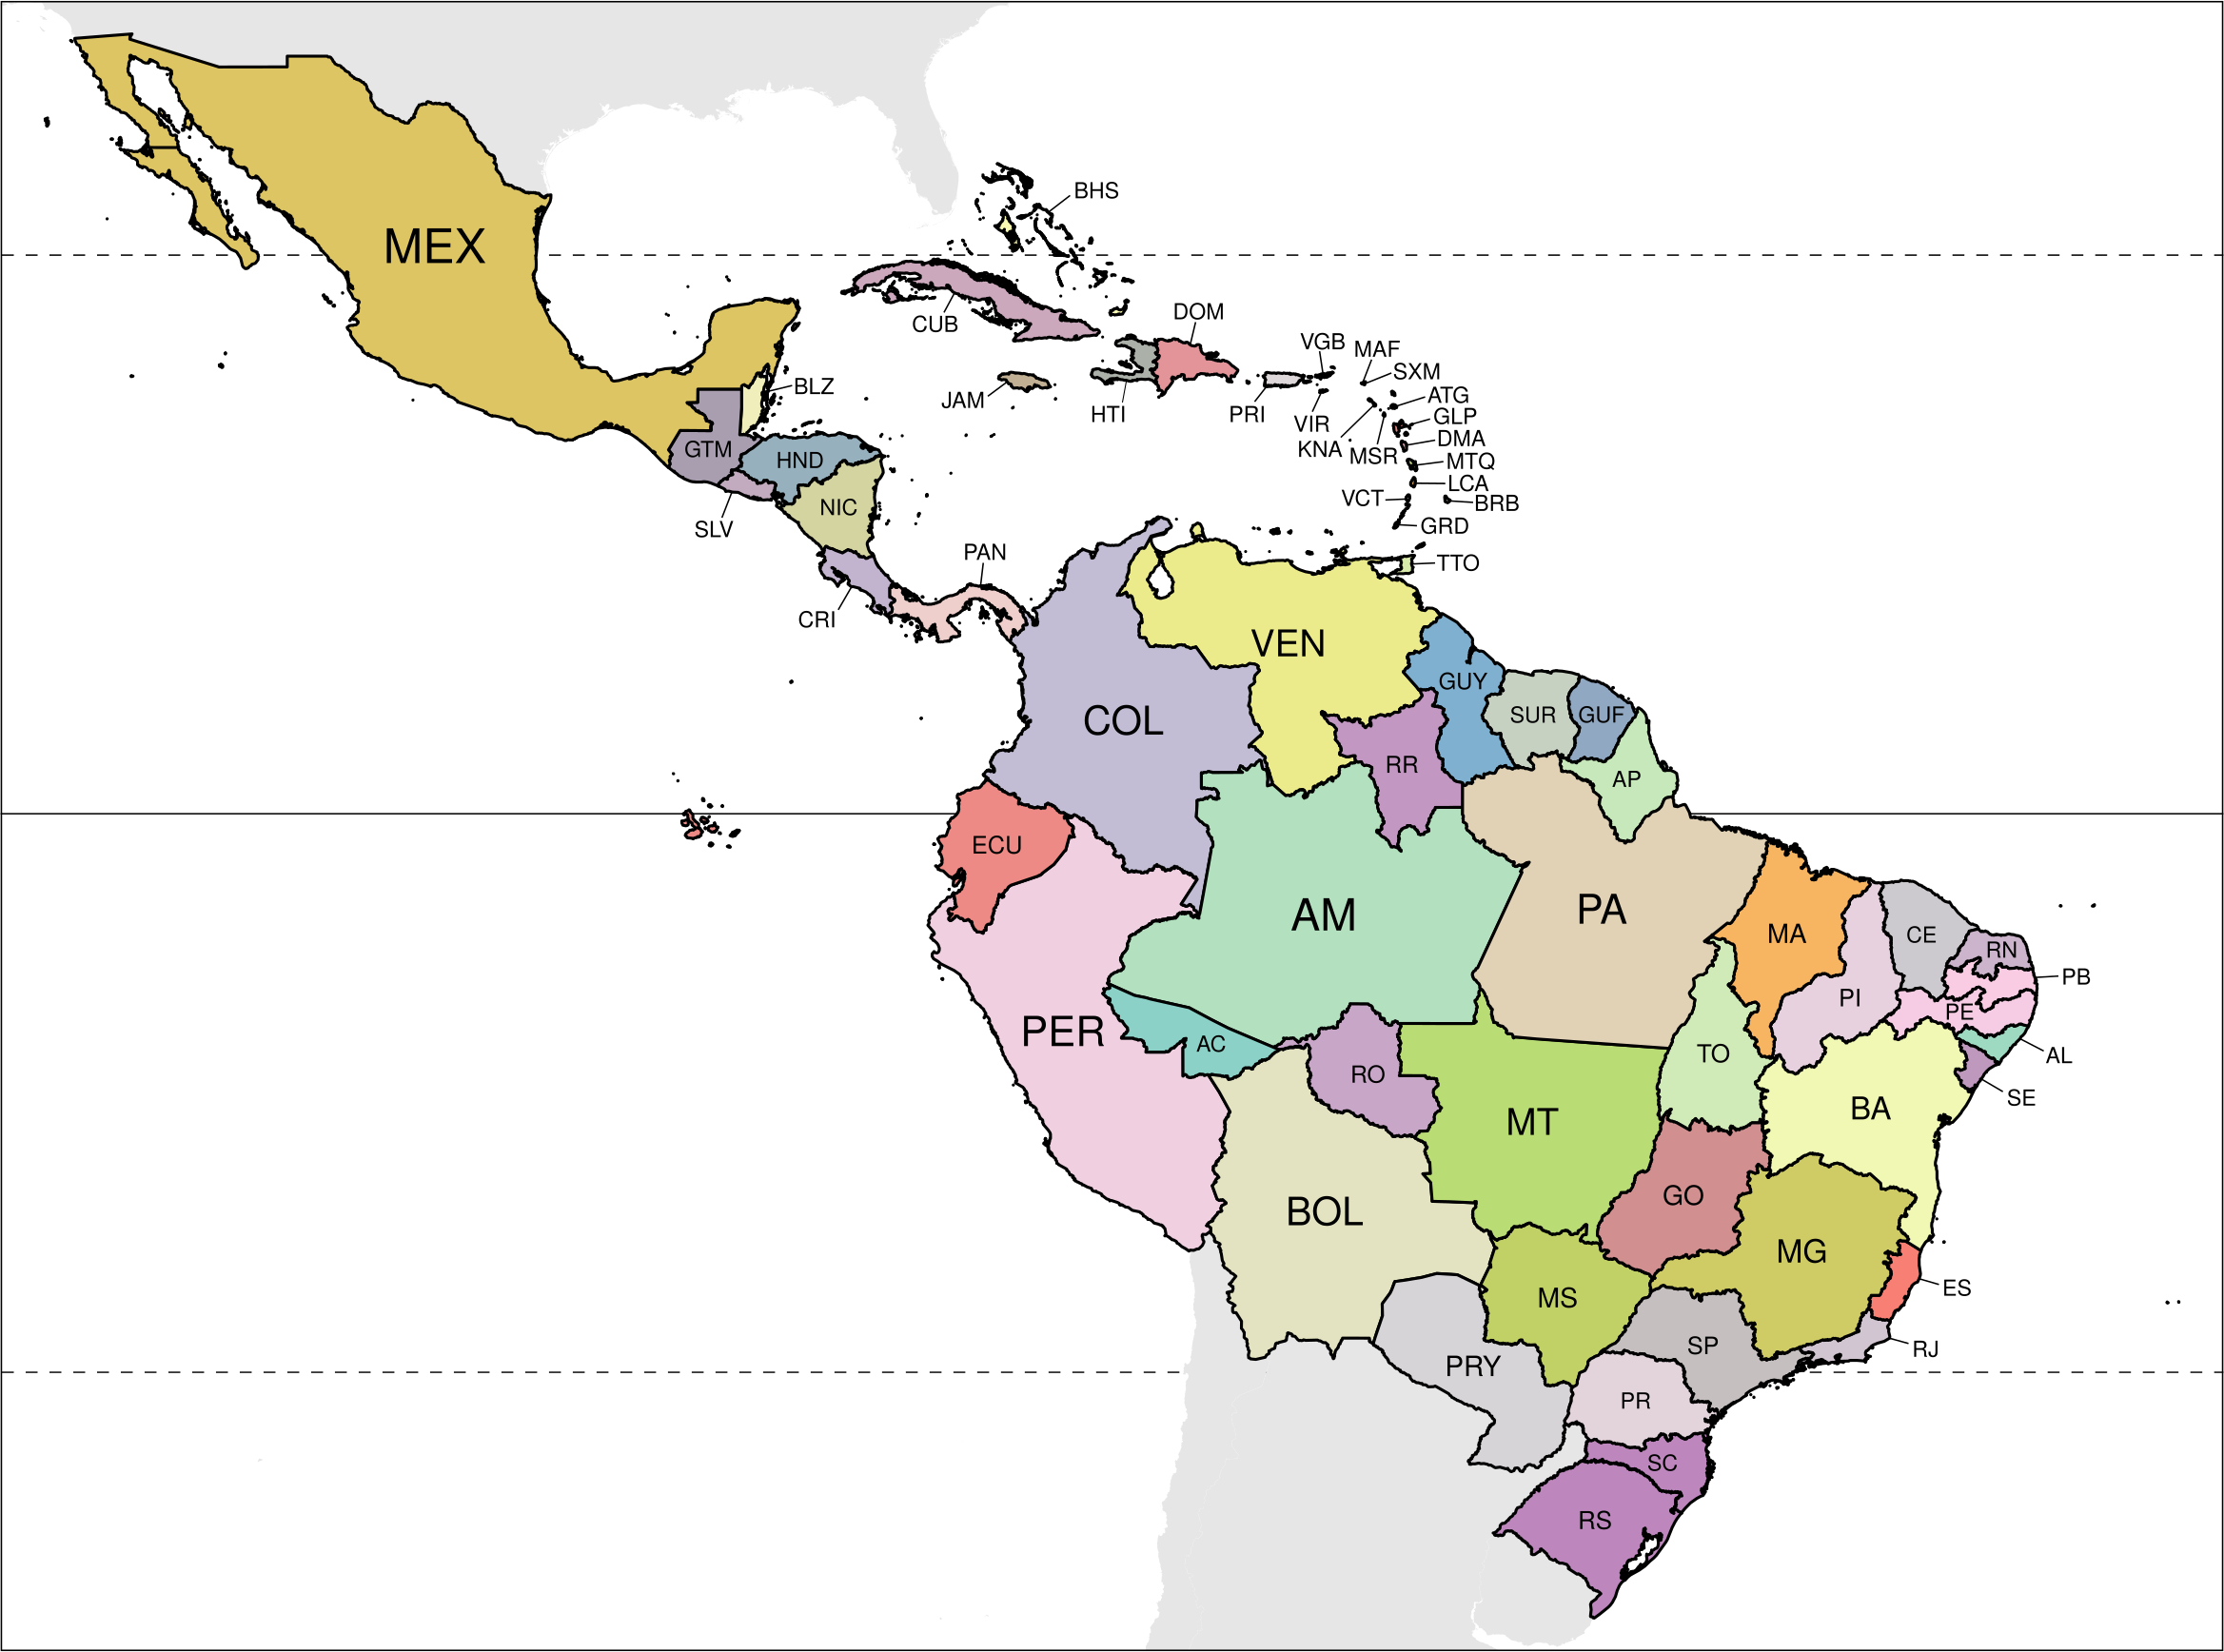 BHS
MEX
DOM
CUB
VGB
MAF
SXM
BLZ
ATG
JAM
HTI
PRI
GLP
VIR
DMA
GTM
KNA
MSR
HND
MTQ
LCA
VCT
BRB
NIC
GRD
SLV
PAN
TTO
CRI
VEN
GUY
COL
SUR
GUF
RR
AP
ECU
AM
PA
MA
CE
RN
PB
PI
PE
PER
AC
TO
AL
RO
SE
BA
MT
GO
BOL
MG
ES
MS
SP
RJ
PRY
PR
SC
RS